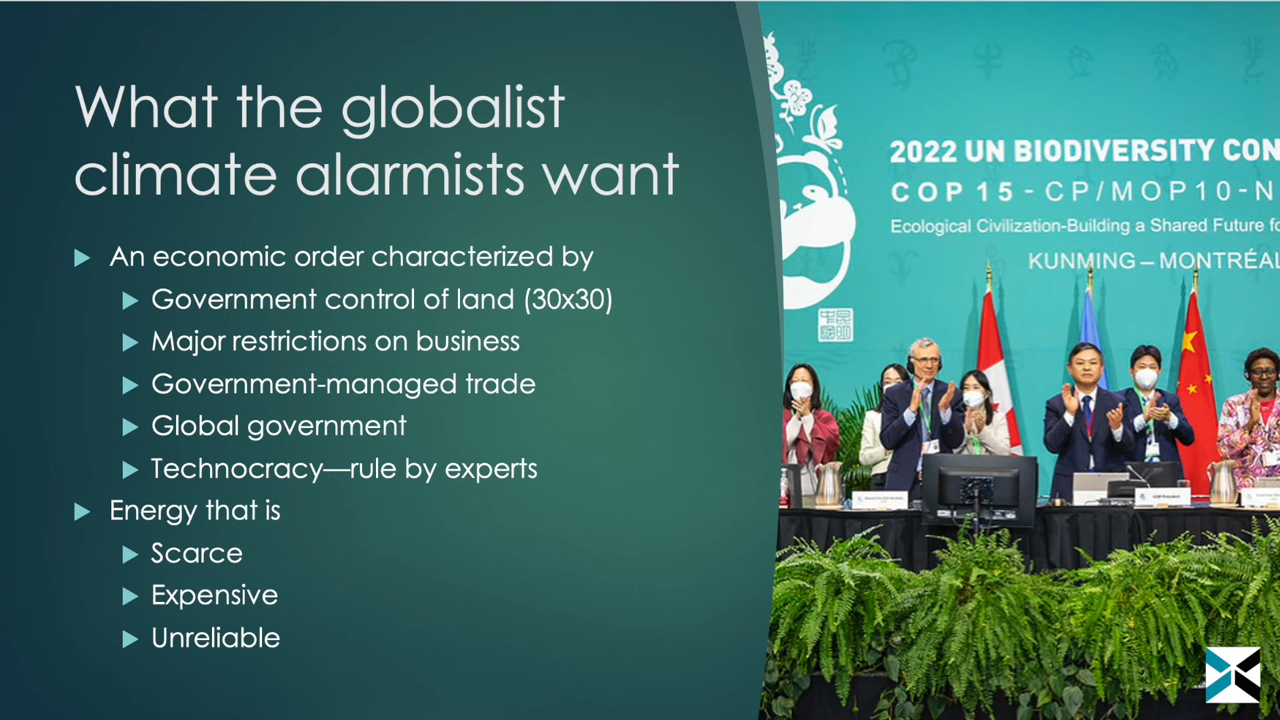 What the globalist
climate alarmists want
An economic order characterized by
Government control of land (30x30)
Major restrictions on business
Government-managed trade
Global government
Technocracy—rule by experts
Energy that is
Scarce
Expensive
Unreliable
2022 UN BIODIVERSITY CON
COP 15 - CP/MOP10-N
Ecological Civilization-Building a Shared Future fo
KUNMING – MONTRÉAL